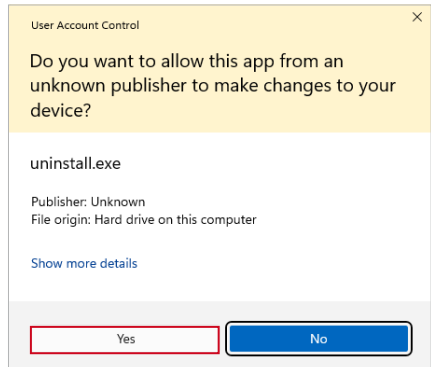 User Account Control
Do you want to allow this app from an
unknown publisher to make changes to your
device?
uninstall.exe
Publisher: Unknown
File origin: Hard drive on this computer
Show more details
Yes
No